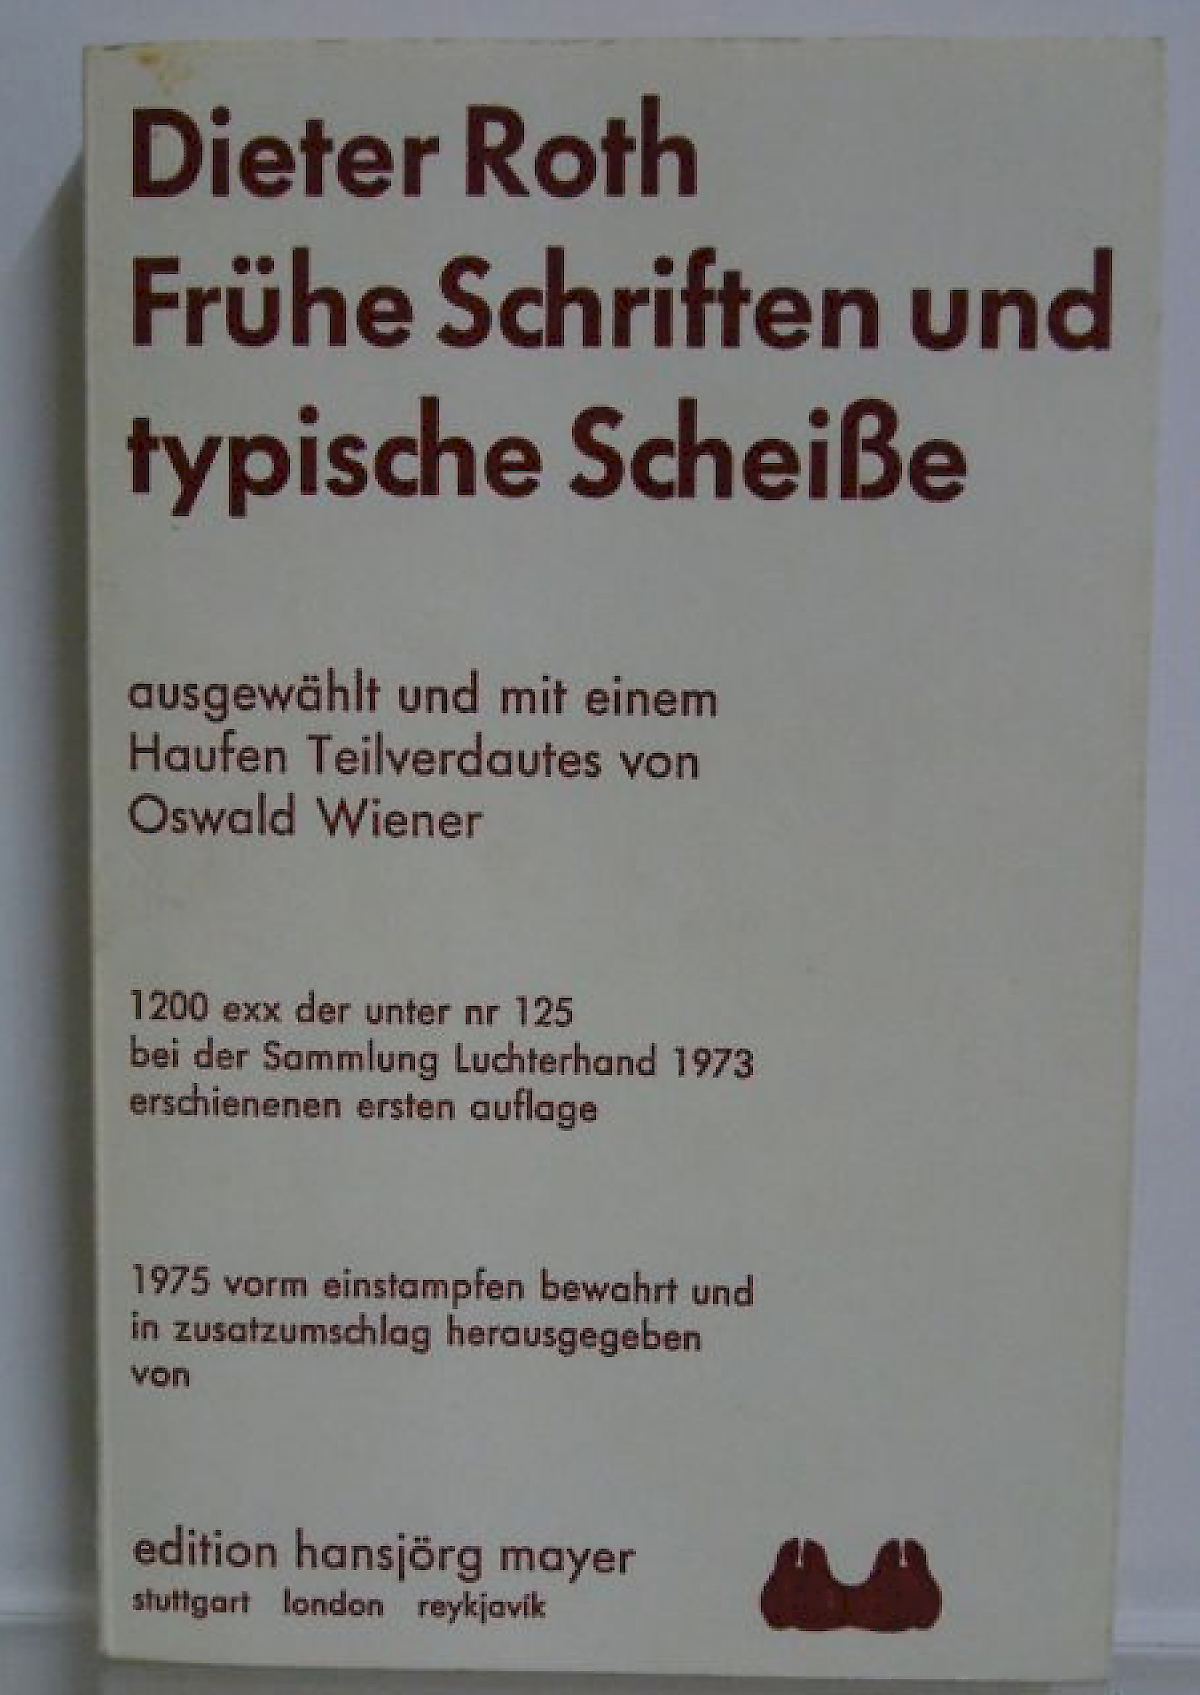 Dieter Roth
Frühe Schriften und
typische Scheiße
ausgewählt und mit einem
Haufen Teilverdautes von
Oswald Wiener
1200 exx der unter nr 125
bei der Sammlung Luchterhand 1973
erschienenen ersten auflage
1975 vorm einstampfen bewahrt und
in zusatzumschlag herausgegeben
von
edition hansjörg mayer
stuttgart london reykjavik